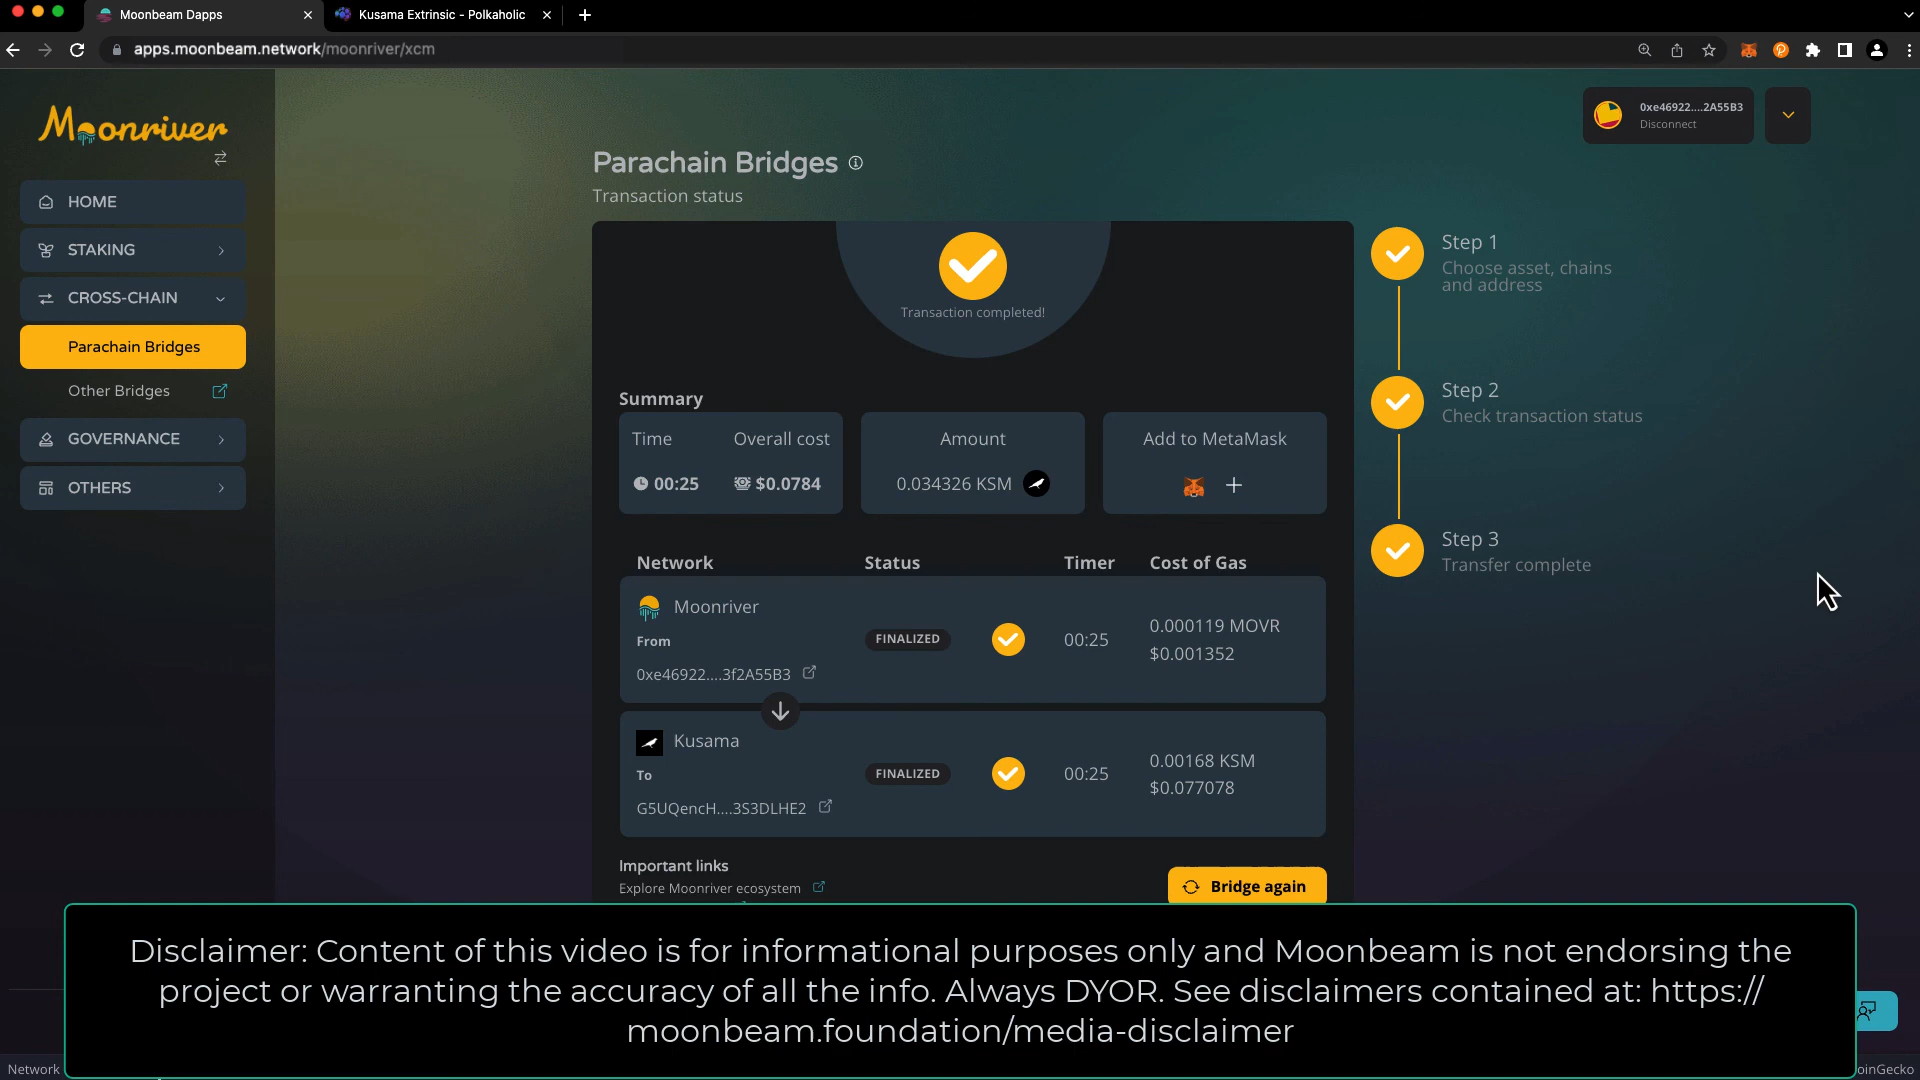 Moonbeam Dapps
Kusama Extrinsic - Polkaholic
apps.moonbeam.network/moonriver/xcm
Moonriver
0xe46922....2A55B3
Disconnect
HOME
STAKING
CROSS-CHAIN
Parachain Bridges
Other Bridges
GOVERNANCE
OTHERS
Parachain Bridges
Transaction status
Transaction completed!
Summary
Time Overall cost
00:25 $0.0784
Amount
0.034326 KSM
Add to MetaMask
Network Status Timer Cost of Gas
Moonriver
From
0xe46922....3f2A55B3
FINALIZED
00:25
0.000119 MOVR
$0.001352
Kusama
To
G5UQencH....3S3DLHE2
FINALIZED
00:25
0.00168 KSM
$0.077078
Important links
Explore Moonriver ecosystem
Bridge again
Step 1
Choose asset, chains
and address
Step 2
Check transaction status
Step 3
Transfer complete
Disclaimer: Content of this video is for informational purposes only and Moonbeam is not endorsing the
project or warranting the accuracy of all the info. Always DYOR. See disclaimers contained at: https://
moonbeam.foundation/media-disclaimer
Network
oinGecko